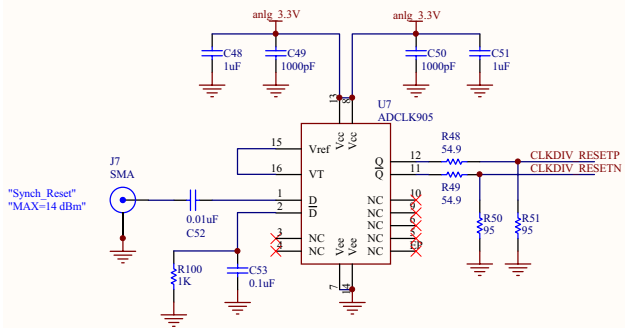 anlg_3.3V
anlg_3.3V
C48
1uF
C49
1000pF
C50
1000pF
C51
1uF
13
8
U7
ADCLK905
Vcc
Vcc
15
Vref
16
VT
J7
SMA
"Synch_Reset"
"MAX=14 dBm"
0.01uF
C52
1
D
2
D
3
NC
4
NC
R100
1K
C53
0.1uF
Q
12
Q
11
NC
10
NC
9
NC
6
NC
5
NC
EP
Vee
Vee
7
14
R48
54.9
R49
54.9
CLKDIV_RESETP
CLKDIV_RESETN
R50
95
R51
95